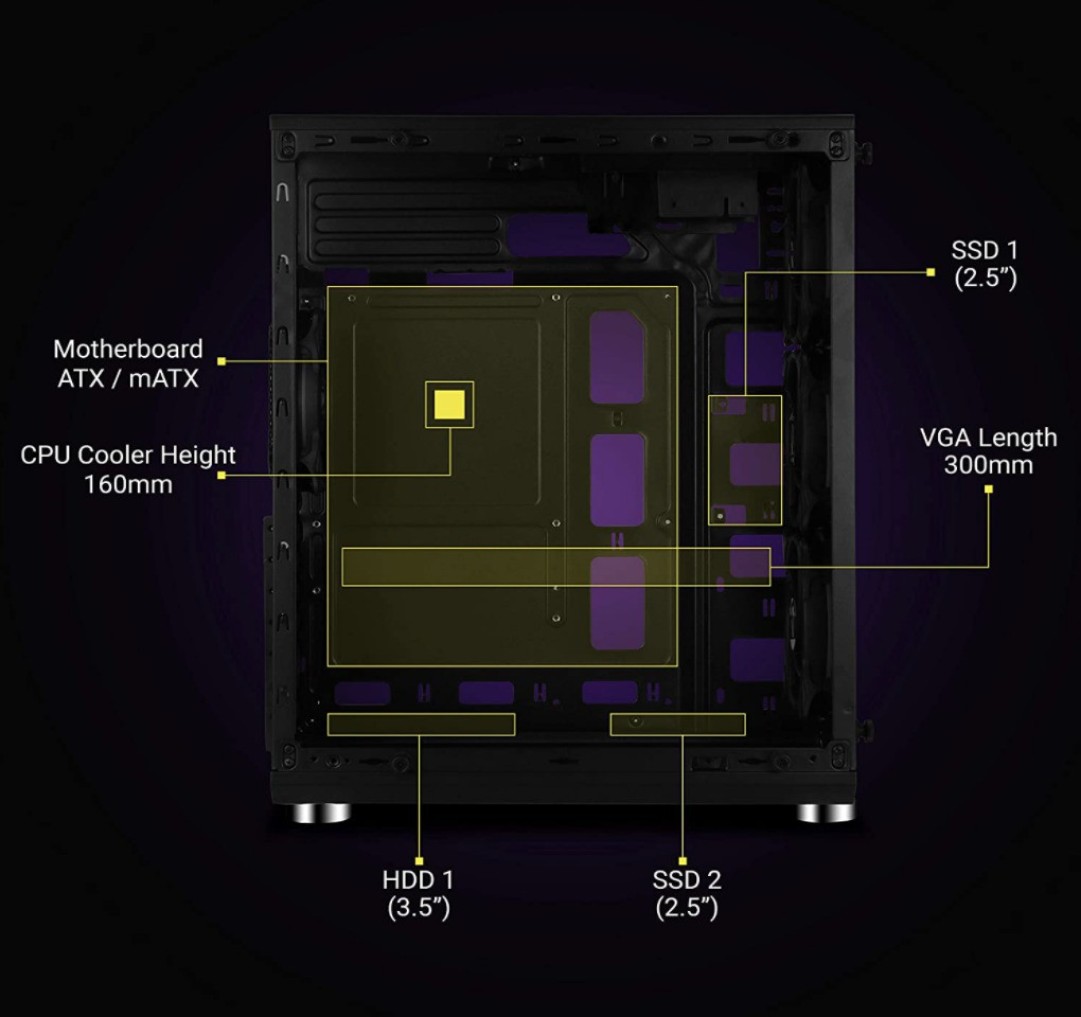 SSD 1
(2.5”)
Motherboard
ATX / mATX
CPU Cooler Height
160mm
VGA Length
300mm
HDD 1
(3.5”)
SSD 2
(2.5”)